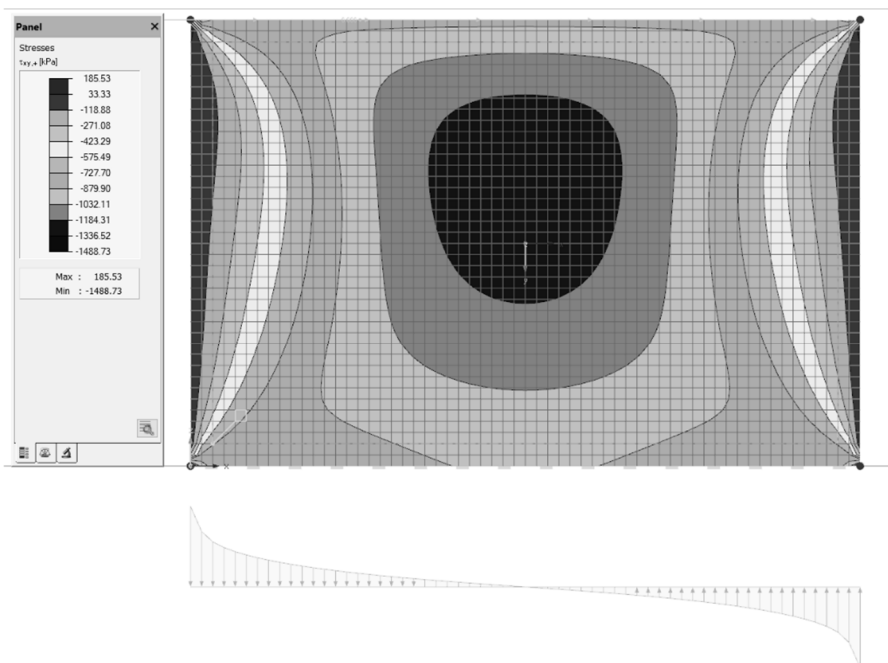 Panel
Stresses
τxy,+ [kPa]
185.53
33.33
-118.88
-271.08
-423.29
-575.49
-727.70
-879.90
-1032.11
-1184.31
-1336.52
-1488.73
Max : 185.53
Min : -1488.73
x